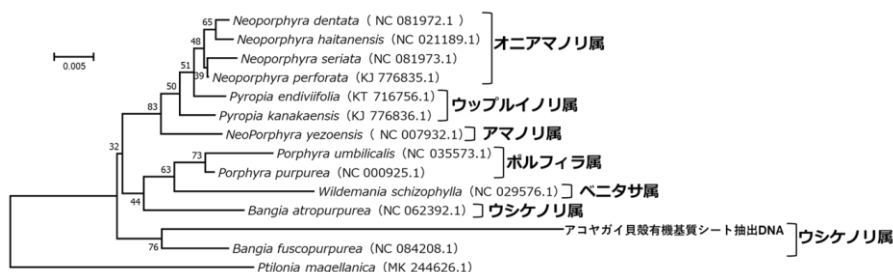 65
Neoporphyra dentata ( NC 081972.1 )
48
Neoporphyra haitanensis (NC 021189.1)
オニアマノリ属
0.005
51
Neoporphyra seriata (NC 081973.1)
39
Neoporphyra perforata (KJ 776835.1)
50
Pyropia endiviifolia (KT 716756.1)
ウップルイノリ属
83
Pyropia kanakaensis (KJ 776836.1)
NeoPorphyra yezoensis ( NC 007932.1)
アマノリ属
32
73
Porphyra umbilicalis (NC 035573.1)
ポルフィラ属
63
Porphyra purpurea (NC 000925.1)
Wildemania schizophylla (NC 029576.1)
ベニタサ属
44
Bangia atropurpurea (NC 062392.1)
ウシケノリ属
アコヤガイ貝殻有機基質シート抽出DNA
ウシケノリ属
76
Bangia fuscopurpurea (NC 084208.1)
Ptilonia magellanica (MK 244626.1)